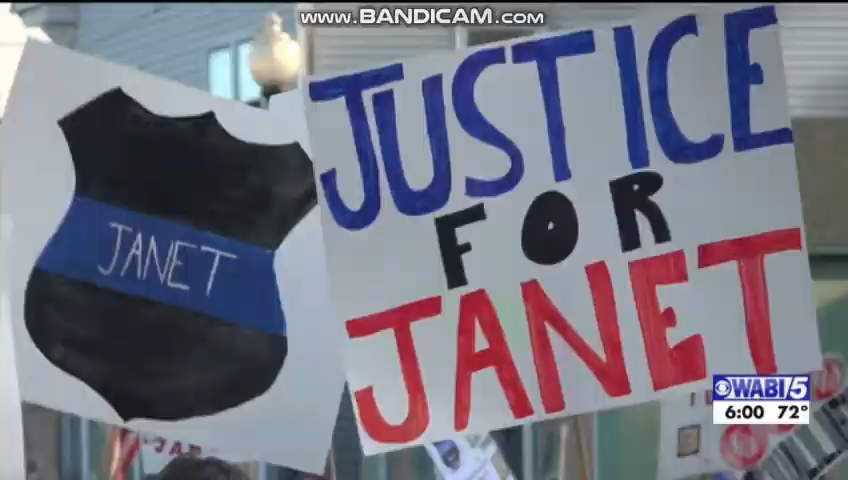 www.BANDICAM.com
JUSTICE
FOR
JANET
JANET
WABI 5
6:00 72°